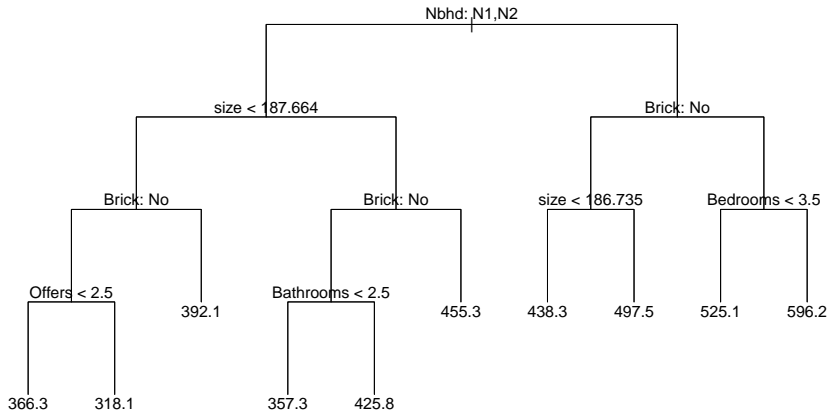 Nbhd: N1,N2
size < 187.664
Brick: No
Brick: No
Brick: No
size < 186.735
Bedrooms < 3.5
Offers < 2.5
392.1
Bathrooms < 2.5
455.3
438.3
497.5
525.1
596.2
366.3
318.1
357.3
425.8